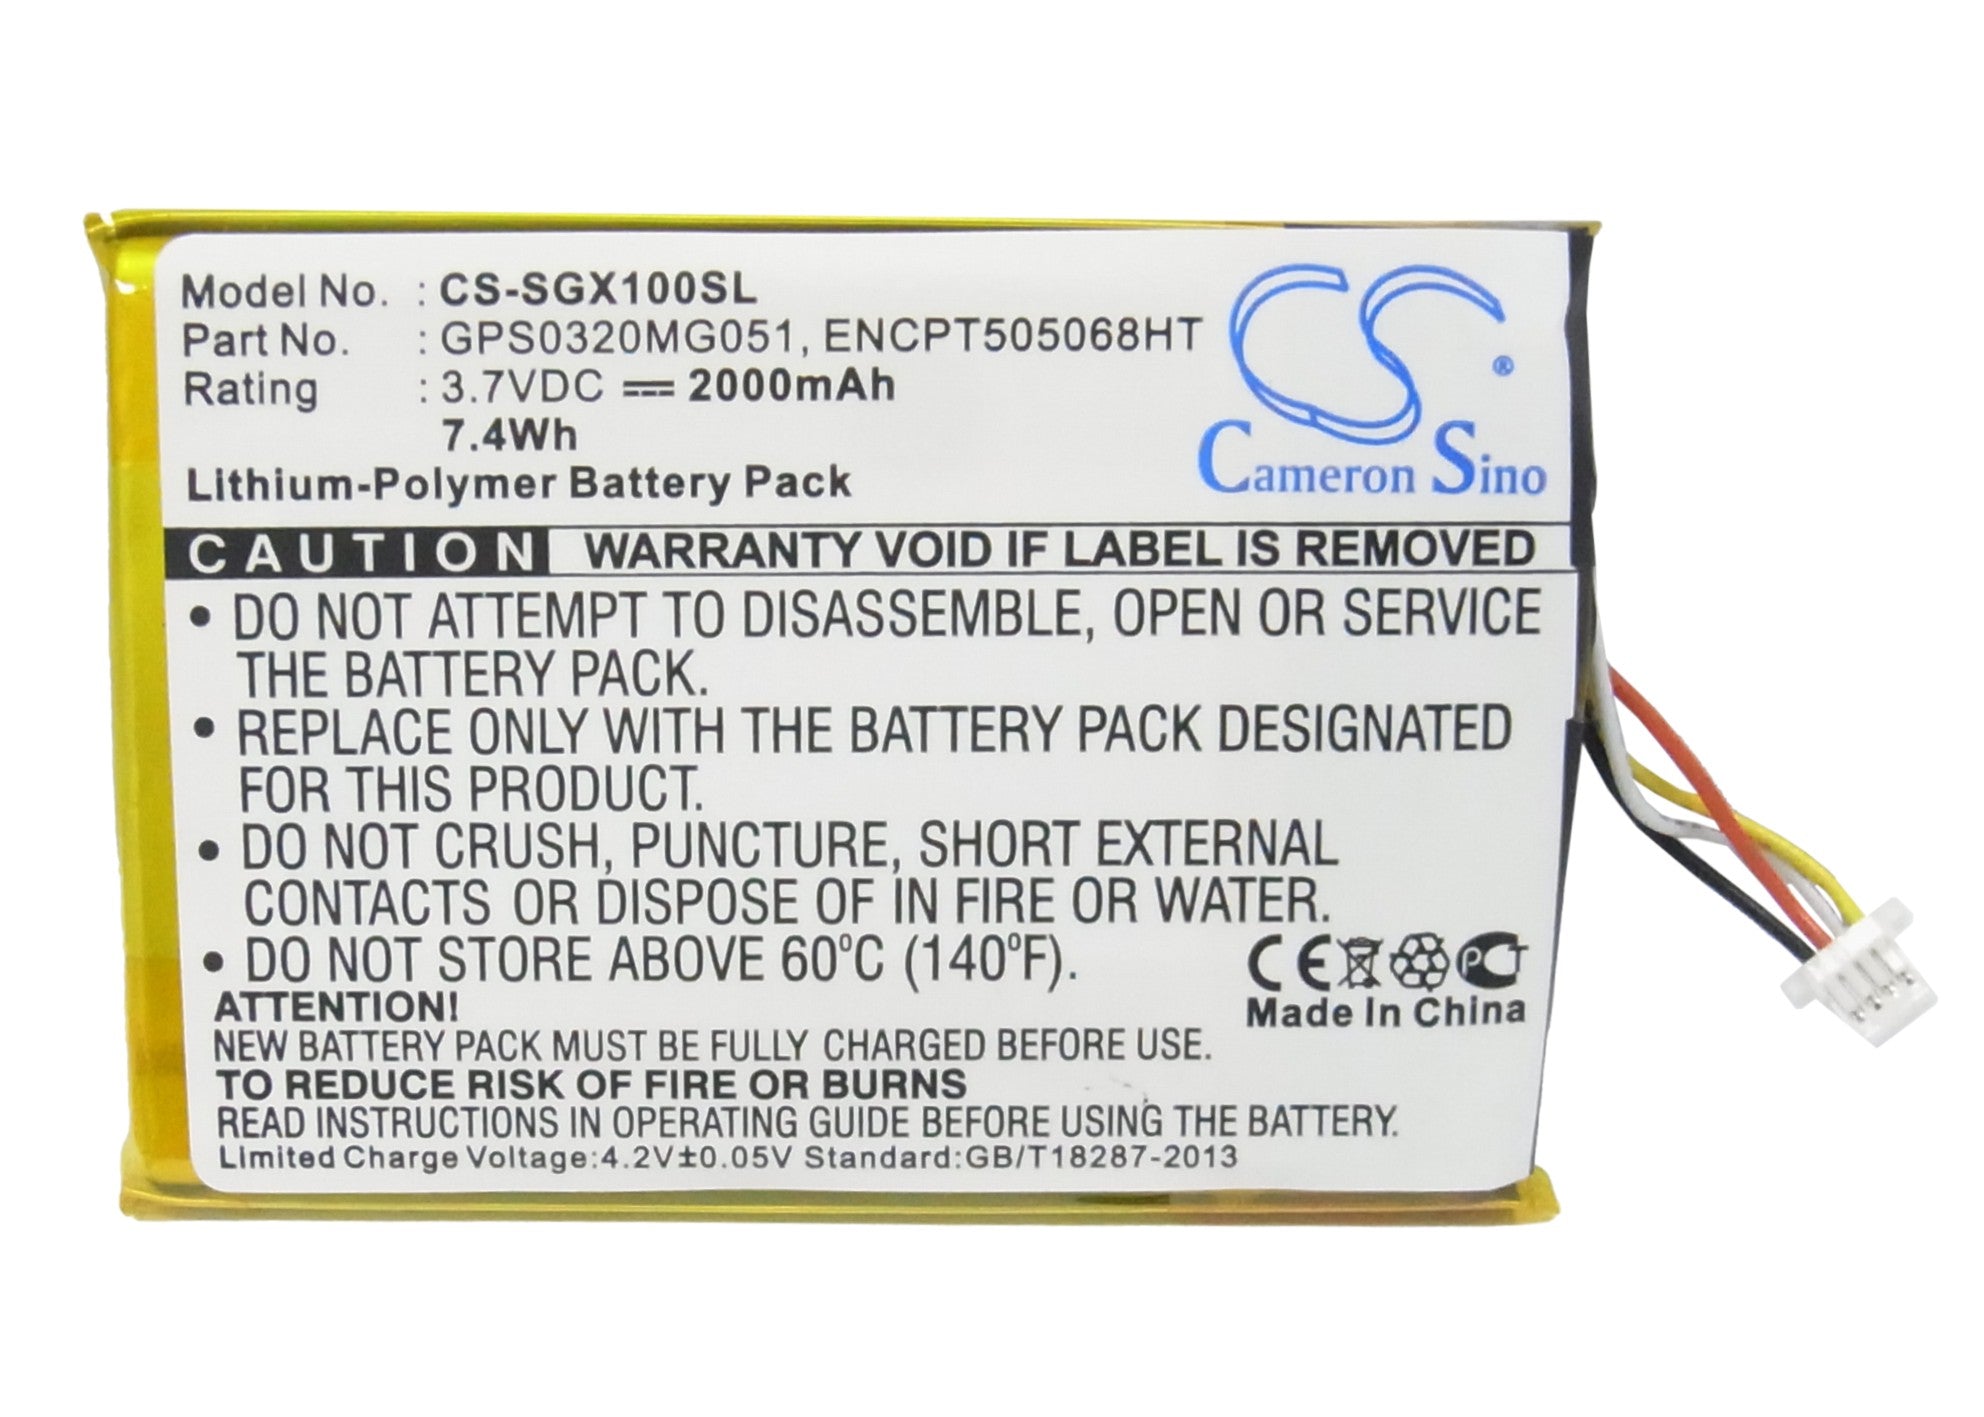 Model No. : CS-SGX100SL
Part No. : GPS0320MG051, ENCPT505068HT
Rating : 3.7VDC ⎓ 2000mAh
7.4Wh
Lithium-Polymer Battery Pack
CS ®
Cameron Sino
CAUTION WARRANTY VOID IF LABEL IS REMOVED
• DO NOT ATTEMPT TO DISASSEMBLE, OPEN OR SERVICE
THE BATTERY PACK.
• REPLACE ONLY WITH THE BATTERY PACK DESIGNATED
FOR THIS PRODUCT.
• DO NOT CRUSH, PUNCTURE, SHORT EXTERNAL
CONTACTS OR DISPOSE OF IN FIRE OR WATER.
• DO NOT STORE ABOVE 60°C (140°F).
CE PCT
Made In China
ATTENTION!
NEW BATTERY PACK MUST BE FULLY CHARGED BEFORE USE.
TO REDUCE RISK OF FIRE OR BURNS
READ INSTRUCTIONS IN OPERATING GUIDE BEFORE USING THE BATTERY.
Limited Charge Voltage:4.2V±0.05V Standard:GB/T18287-2013